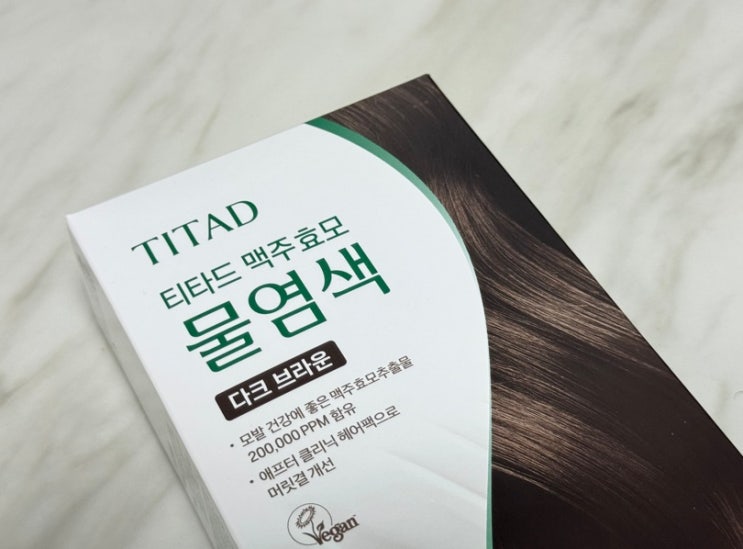 TITAD
티타드 맥주효모
물염색
다크 브라운
• 모발 건강에 좋은 맥주효모추출물
200,000 PPM 함유
• 애프터 클리닉 헤어팩으로
머릿결 개선
Vegan™